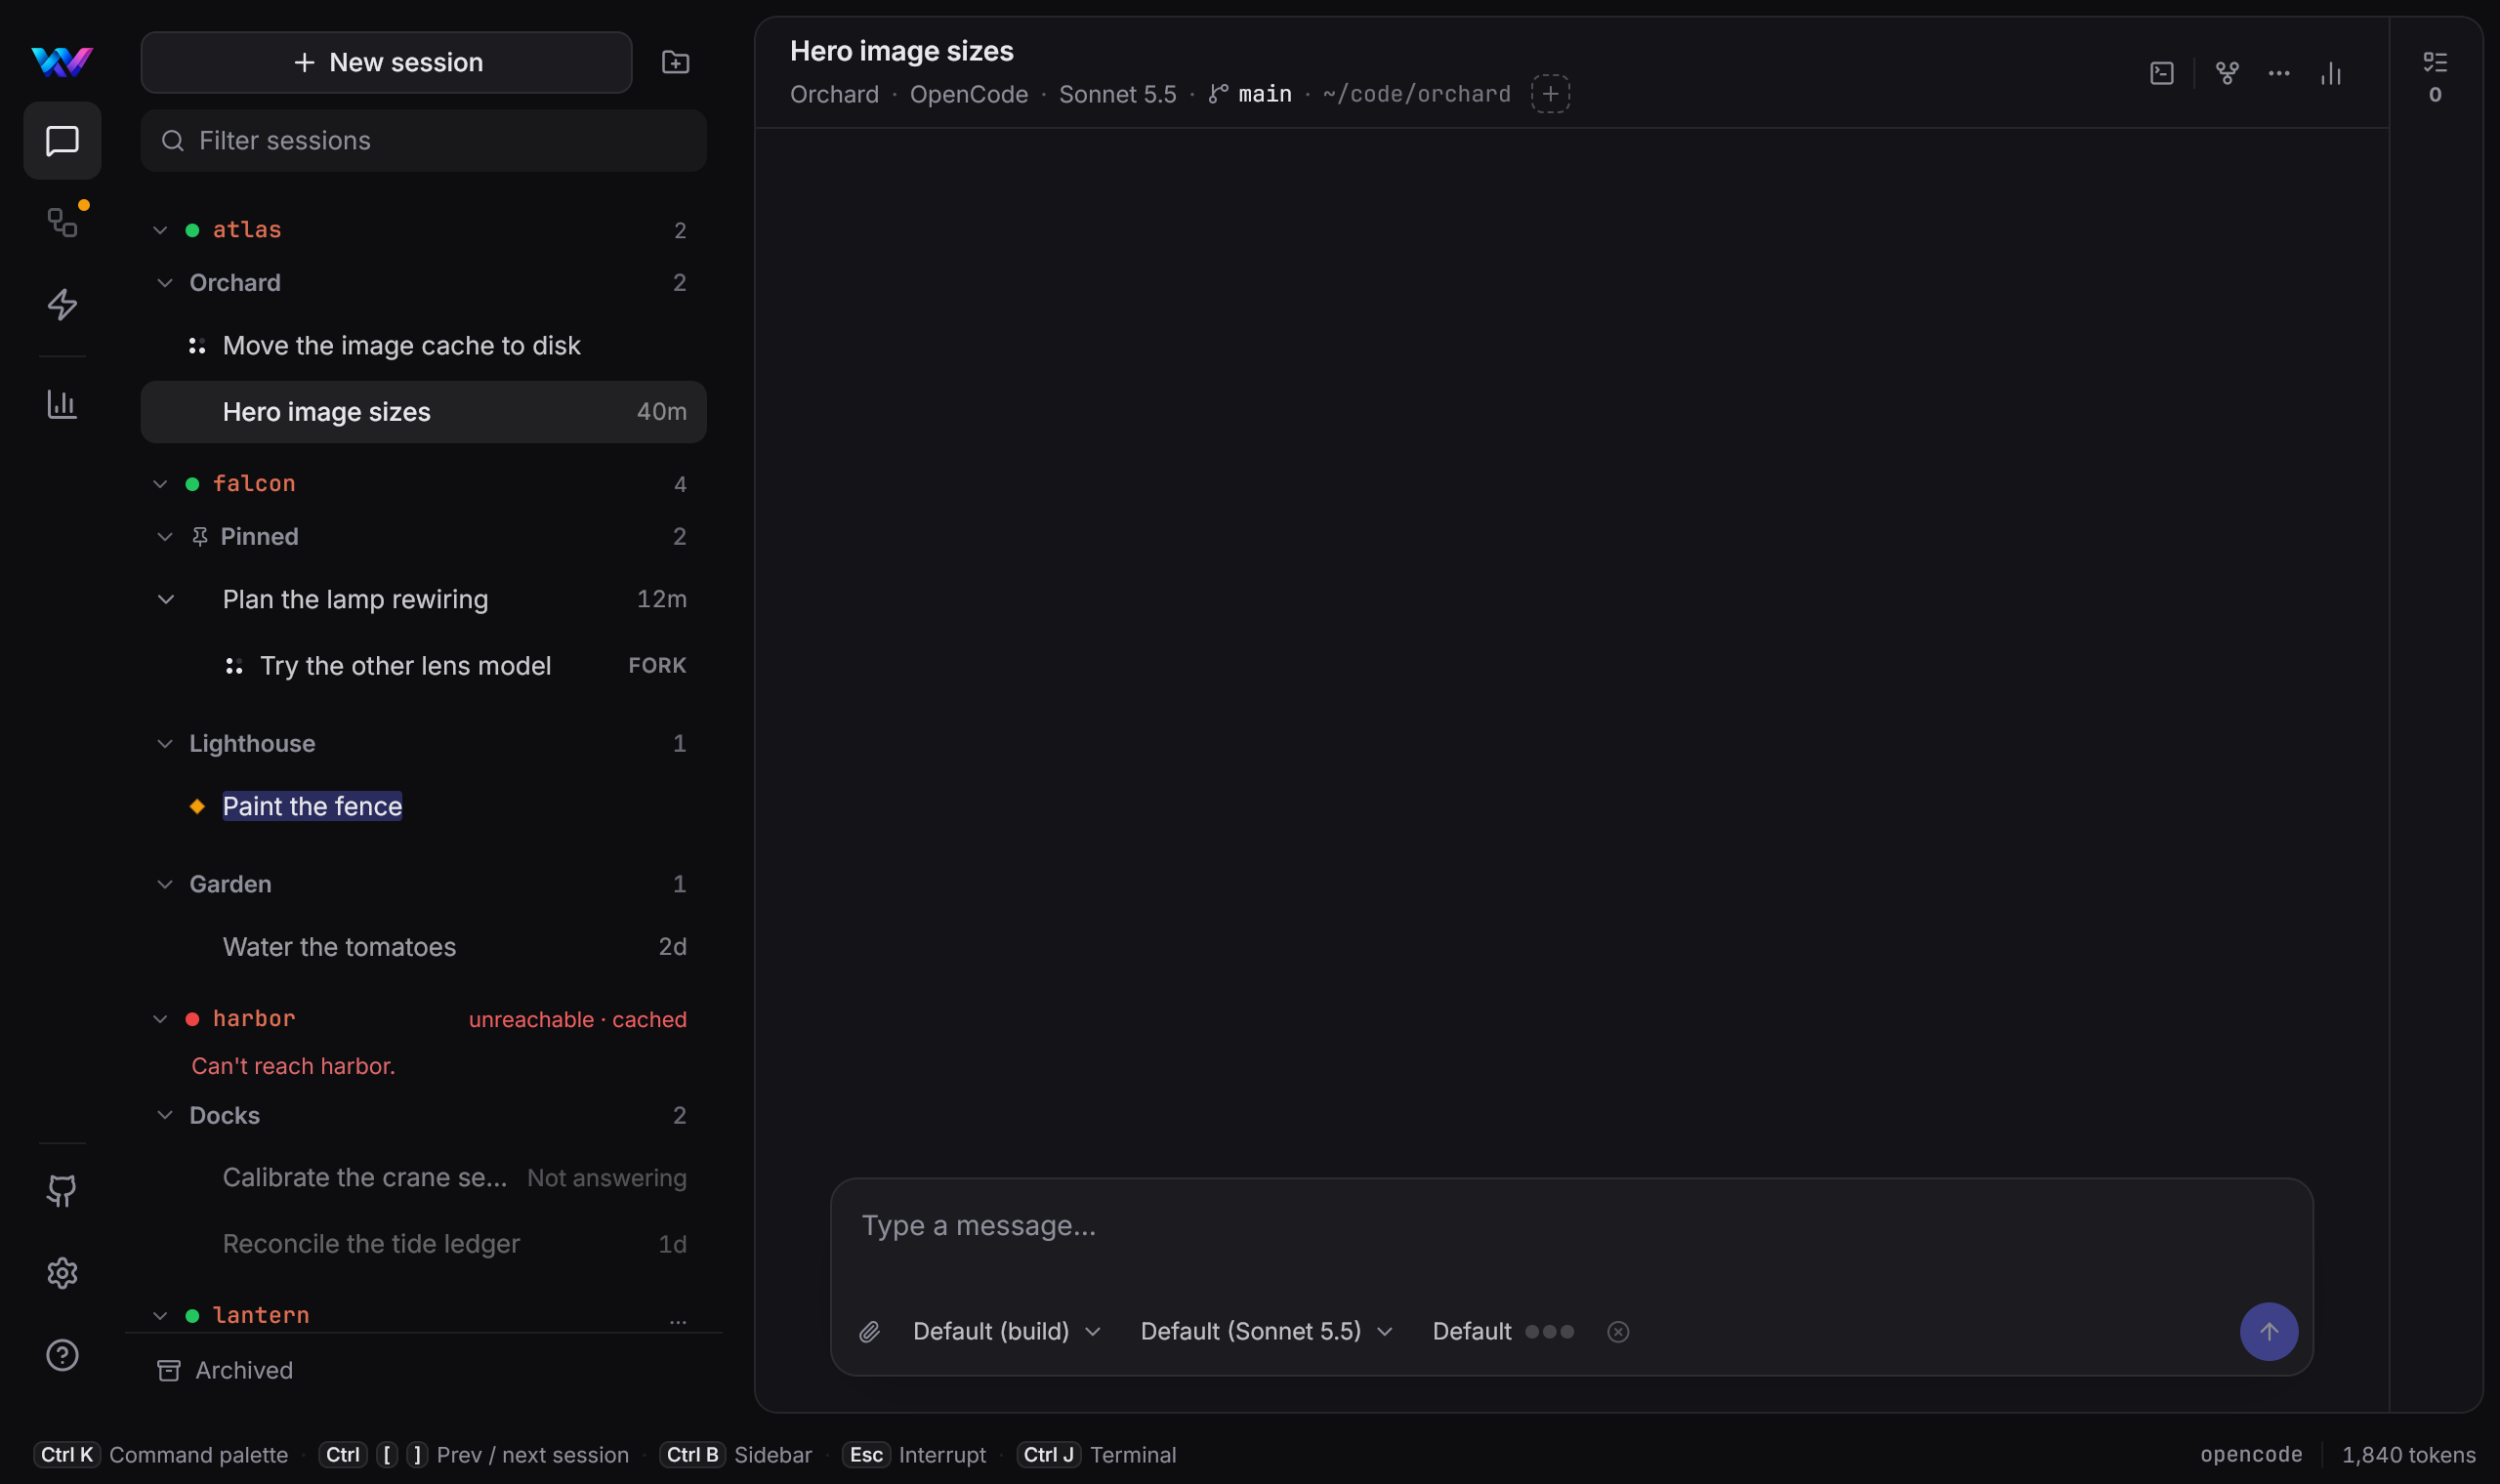 New session
Filter sessions
atlas 2
Orchard 2
Move the image cache to disk
Hero image sizes 40m
falcon 4
Pinned 2
Plan the lamp rewiring 12m
Try the other lens model FORK
Lighthouse 1
Paint the fence
Garden 1
Water the tomatoes 2d
harbor unreachable · cached
Can't reach harbor.
Docks 2
Calibrate the crane se... Not answering
Reconcile the tide ledger 1d
lantern ...
Archived
Hero image sizes
Orchard · OpenCode · Sonnet 5.5 · main · ~/code/orchard
0
Type a message...
Default (build) Default (Sonnet 5.5) Default
Ctrl K Command palette · Ctrl [ ] Prev / next session · Ctrl B Sidebar · Esc Interrupt · Ctrl J Terminal
opencode 1,840 tokens